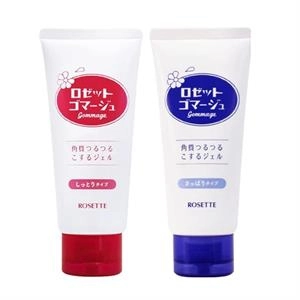 ロゼット
ゴマージュ
Gommage
角質つるつる
こするジェル
しっとりタイプ
ROSETTE
ロゼット
ゴマージュ
Gommage
角質つるつる
こするジェル
さっぱりタイプ
ROSETTE